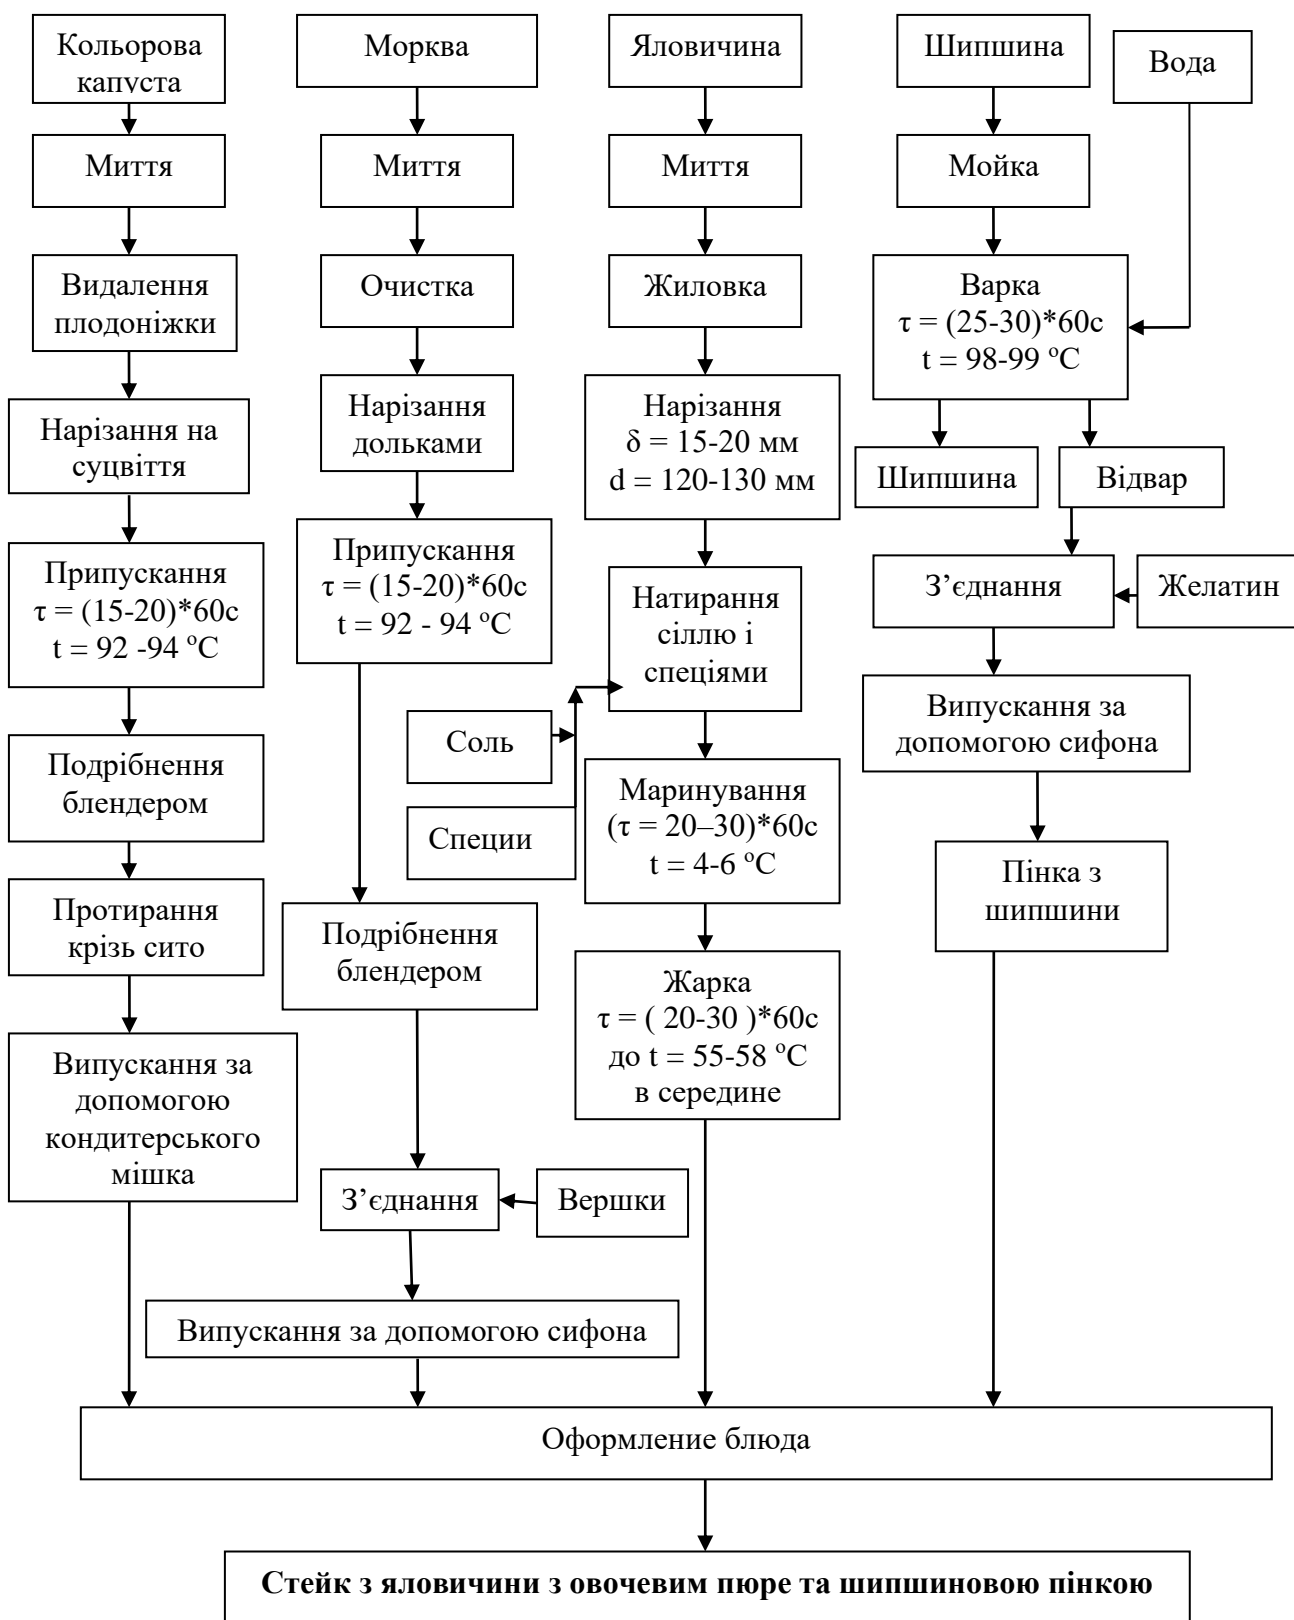 Кольорова
капуста
Морква
Яловичина
Шипшина
Вода
Миття
Миття
Миття
Мойка
Видалення
плодоніжки
Очистка
Жиловка
Варка
τ = (25-30)*60с
t = 98-99 ºС
Нарізання на
суцвіття
Нарізання
дольками
Нарізання
δ = 15-20 мм
d = 120-130 мм
Шипшина
Відвар
Припускання
τ = (15-20)*60с
t = 92 -94 ºС
Припускання
τ = (15-20)*60с
t = 92 - 94 ºС
Натирання
сіллю і
спеціями
З’єднання
Желатин
Соль
Специи
Випускання за
допомогою сифона
Подрібнення
блендером
Маринування
(τ = 20–30)*60с
t = 4-6 ºС
Пінка з
шипшини
Протирання
крізь сито
Подрібнення
блендером
Жарка
τ = ( 20-30 )*60с
до t = 55-58 ºС
в середине
Випускання за
допомогою
кондитерського
мішка
З’єднання
Вершки
Випускання за допомогою сифона
Оформление блюда
Стейк з яловичини з овочевим пюре та шипшиновою пінкою